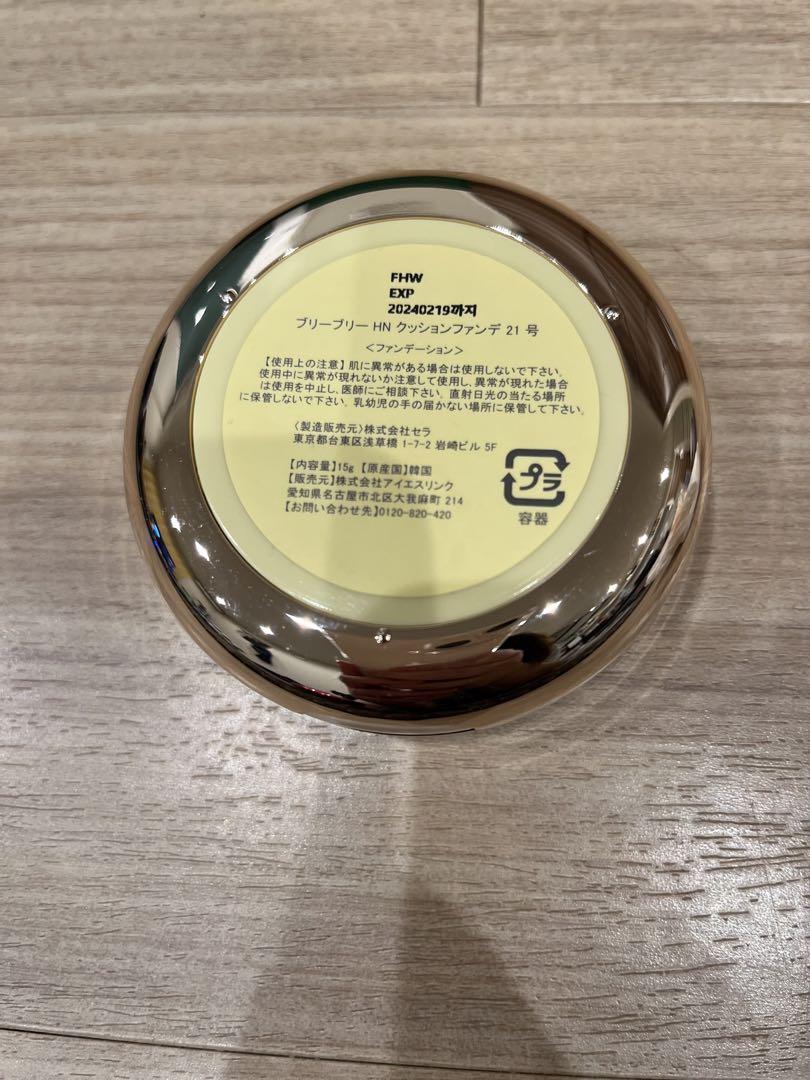 FHW
EXP
20240219까지
ブリーブリー HN クッションファンデ 21 号
<ファンデーション>
【使用上の注意】肌に異常がある場合は使用しないで下さい。
使用中に異常が現れないか注意して使用し、異常が現れた場合
は使用を中止し、医師にご相談下さい。直射日光の当たる場所
に保管しないで下さい。乳幼児の手の届かない場所に保管して下さい。
〈製造販売元〉株式会社セラ
東京都台東区浅草橋 1-7-2 岩崎ビル 5F
【内容量】15g 【原産国】韓国
【販売元】株式会社アイエスリンク
愛知県名古屋市北区大我麻町 214
【お問い合わせ先】0120-820-420
プラ
容器